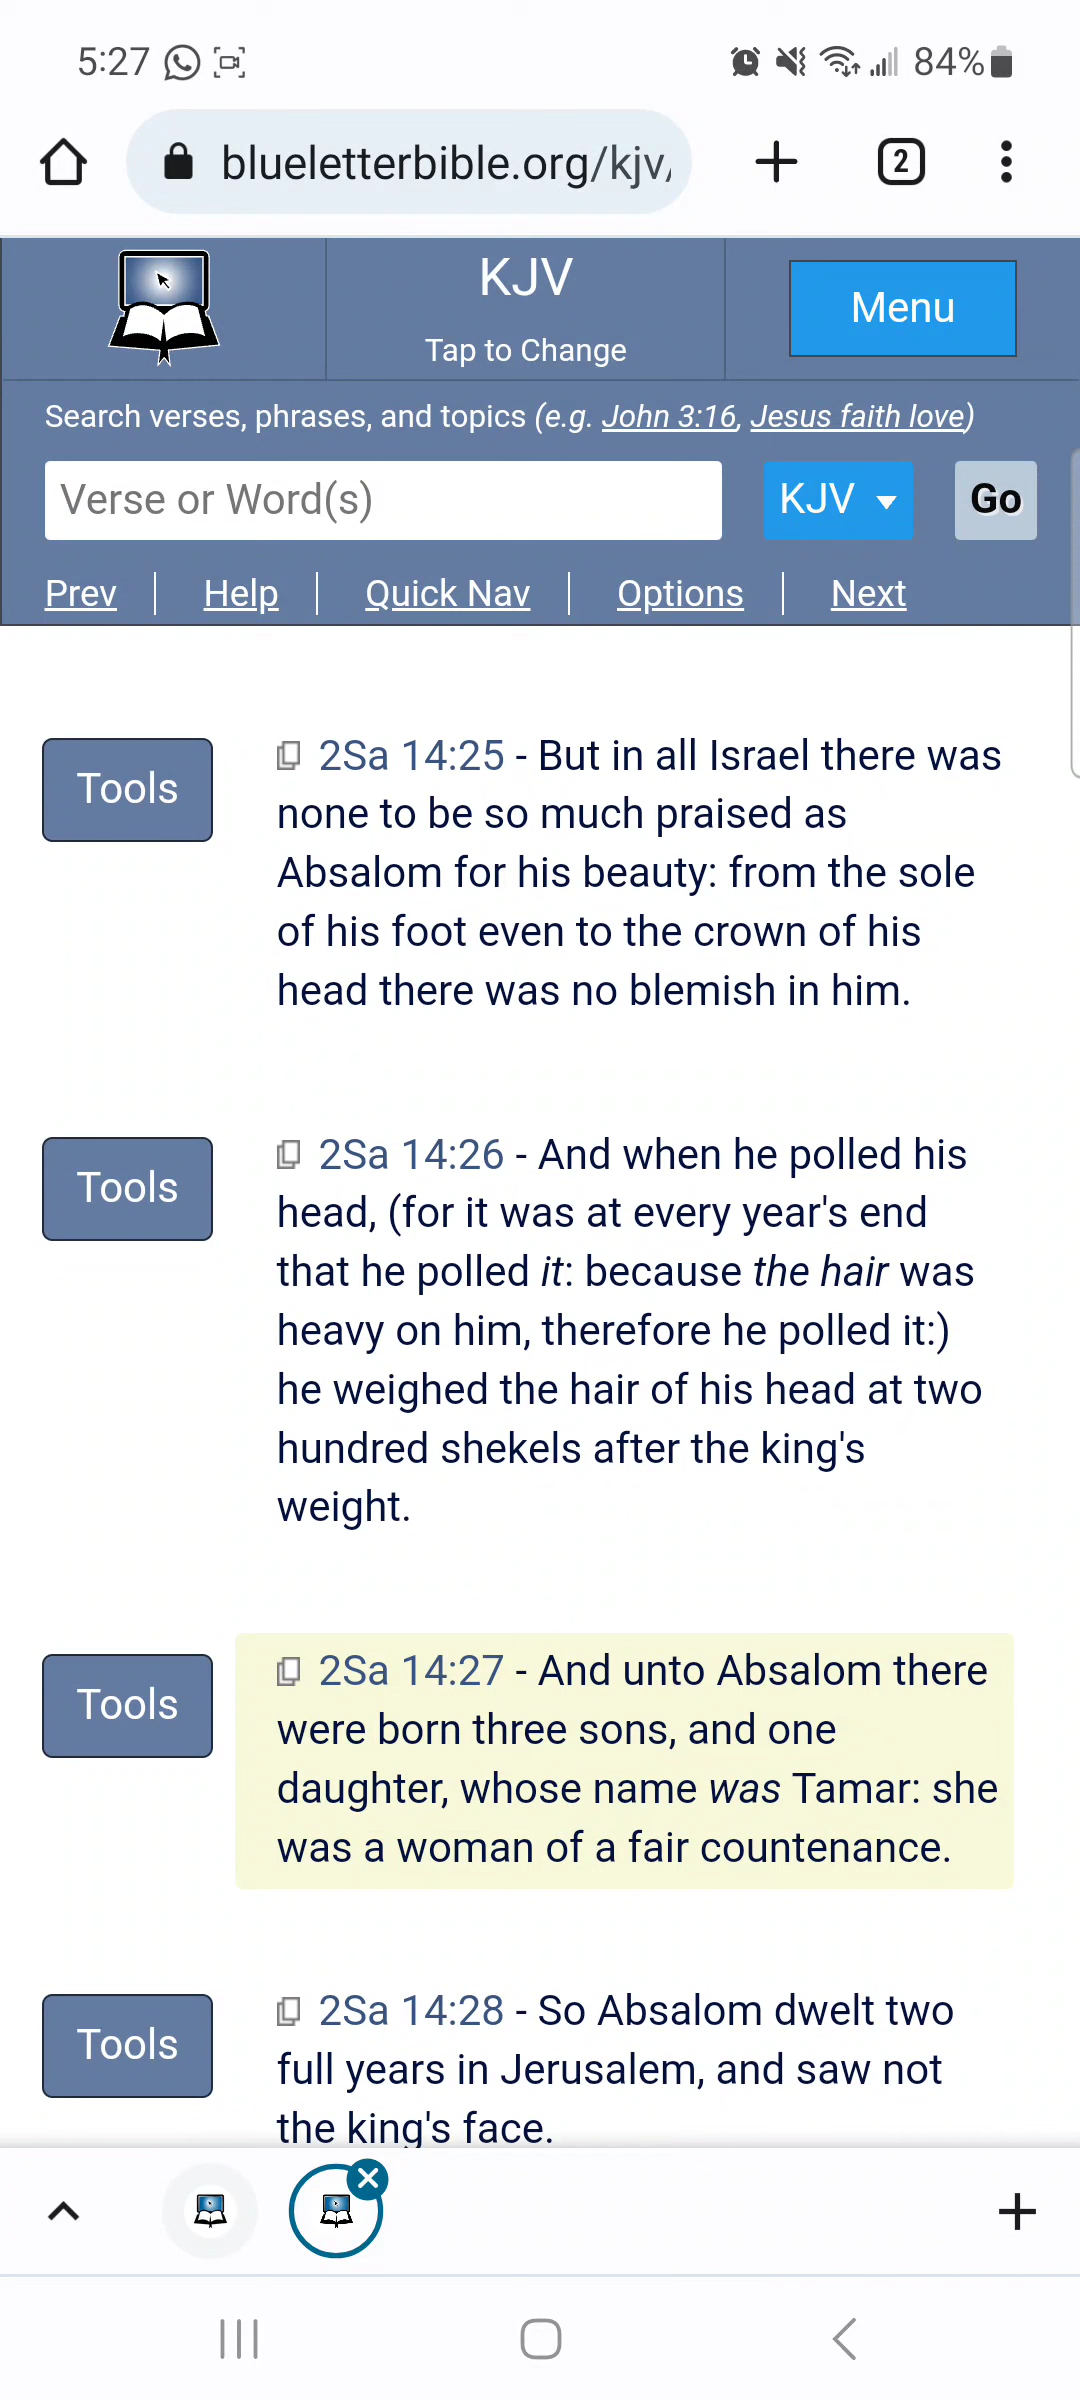 5:27 84%
blueletterbible.org/kjv/ 2
KJV
Tap to Change
Menu
Search verses, phrases, and topics (e.g. John 3:16, Jesus faith love)
Verse or Word(s) KJV Go
Prev Help Quick Nav Options Next
Tools
2Sa 14:25 - But in all Israel there was
none to be so much praised as
Absalom for his beauty: from the sole
of his foot even to the crown of his
head there was no blemish in him.
Tools
2Sa 14:26 - And when he polled his
head, (for it was at every year's end
that he polled it: because the hair was
heavy on him, therefore he polled it:)
he weighed the hair of his head at two
hundred shekels after the king's
weight.
Tools
2Sa 14:27 - And unto Absalom there
were born three sons, and one
daughter, whose name was Tamar: she
was a woman of a fair countenance.
Tools
2Sa 14:28 - So Absalom dwelt two
full years in Jerusalem, and saw not
the king's face.